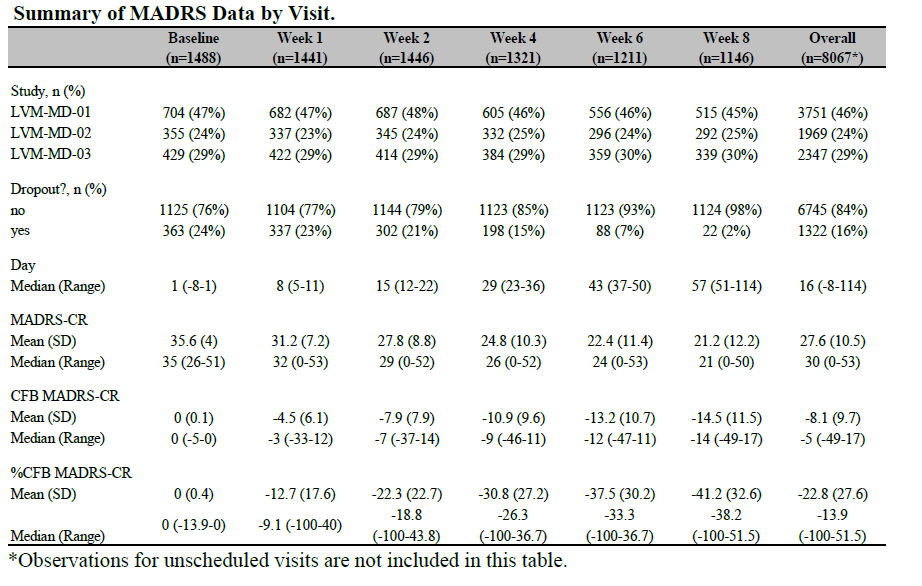 Summary of MADRS Data by Visit.
Baseline Week 1 Week 2 Week 4 Week 6 Week 8 Overall
(n=1488) (n=1441) (n=1446) (n=1321) (n=1211) (n=1146) (n=8067*)
Study, n (%)
LVM-MD-01 704 (47%) 682 (47%) 687 (48%) 605 (46%) 556 (46%) 515 (45%) 3751 (46%)
LVM-MD-02 355 (24%) 337 (23%) 345 (24%) 332 (25%) 296 (24%) 292 (25%) 1969 (24%)
LVM-MD-03 429 (29%) 422 (29%) 414 (29%) 384 (29%) 359 (30%) 339 (30%) 2347 (29%)
Dropout?, n (%)
no 1125 (76%) 1104 (77%) 1144 (79%) 1123 (85%) 1123 (93%) 1124 (98%) 6745 (84%)
yes 363 (24%) 337 (23%) 302 (21%) 198 (15%) 88 (7%) 22 (2%) 1322 (16%)
Day
Median (Range) 1 (-8-1) 8 (5-11) 15 (12-22) 29 (23-36) 43 (37-50) 57 (51-114) 16 (-8-114)
MADRS-CR
Mean (SD) 35.6 (4) 31.2 (7.2) 27.8 (8.8) 24.8 (10.3) 22.4 (11.4) 21.2 (12.2) 27.6 (10.5)
Median (Range) 35 (26-51) 32 (0-53) 29 (0-52) 26 (0-52) 24 (0-53) 21 (0-50) 30 (0-53)
CFB MADRS-CR
Mean (SD) 0 (0.1) -4.5 (6.1) -7.9 (7.9) -10.9 (9.6) -13.2 (10.7) -14.5 (11.5) -8.1 (9.7)
Median (Range) 0 (-5-0) -3 (-33-12) -7 (-37-14) -9 (-46-11) -12 (-47-11) -14 (-49-17) -5 (-49-17)
%CFB MADRS-CR
Mean (SD) 0 (0.4) -12.7 (17.6) -22.3 (22.7) -30.8 (27.2) -37.5 (30.2) -41.2 (32.6) -22.8 (27.6)
0 (-13.9-0) -9.1 (-100-40) -18.8 -26.3 -33.3 -38.2 -13.9
Median (Range) (-100-43.8) (-100-36.7) (-100-36.7) (-100-51.5) (-100-51.5)
*Observations for unscheduled visits are not included in this table.